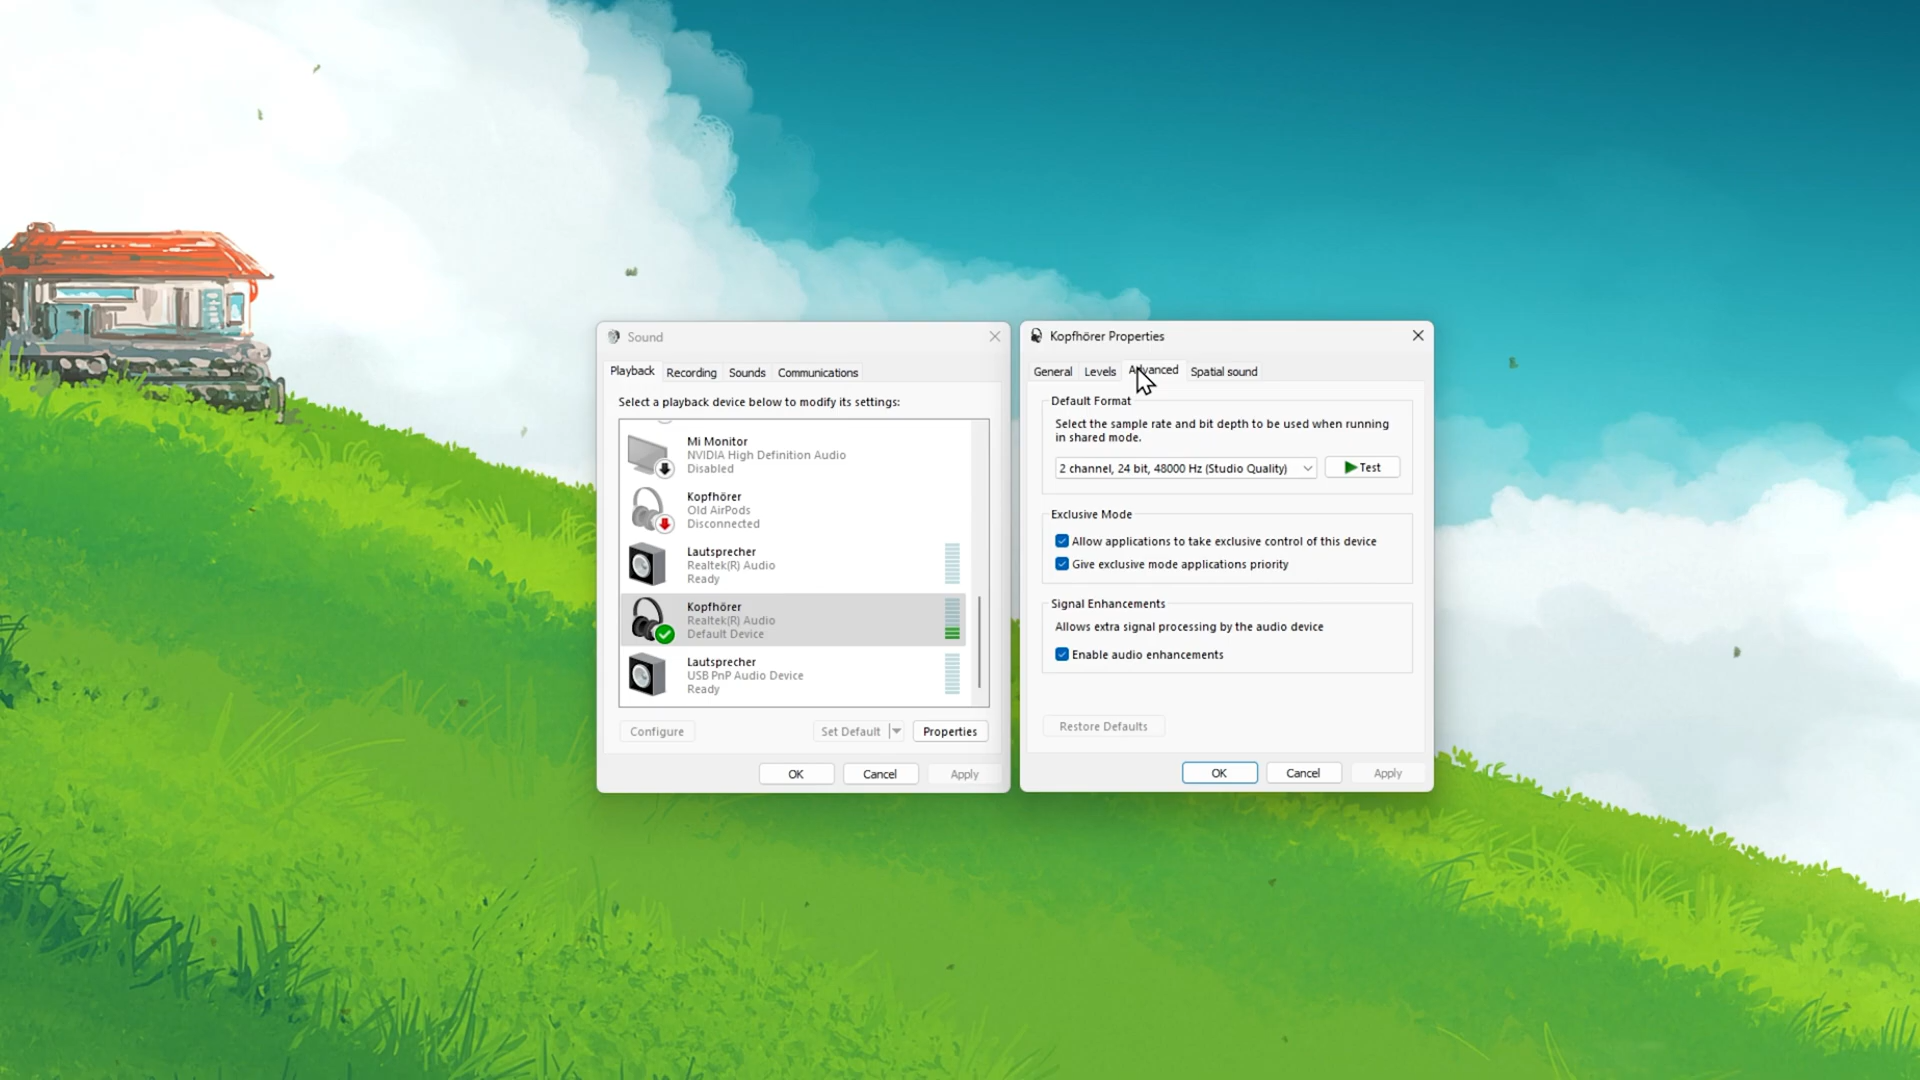 Sound
Playback
Recording
Sounds
Communications
Select a playback device below to modify its settings:
Mi Monitor
NVIDIA High Definition Audio
Disabled
Kopfhörer
Old AirPods
Disconnected
Lautsprecher
Realtek(R) Audio
Ready
Kopfhörer
Realtek(R) Audio
Default Device
Lautsprecher
USB PnP Audio Device
Ready
Configure
Set Default
Properties
OK
Cancel
Apply
Kopfhörer Properties
General
Levels
Advanced
Spatial sound
Default Format
Select the sample rate and bit depth to be used when running
in shared mode.
2 channel, 24 bit, 48000 Hz (Studio Quality)
Test
Exclusive Mode
Allow applications to take exclusive control of this device
Give exclusive mode applications priority
Signal Enhancements
Allows extra signal processing by the audio device
Enable audio enhancements
Restore Defaults
OK
Cancel
Apply